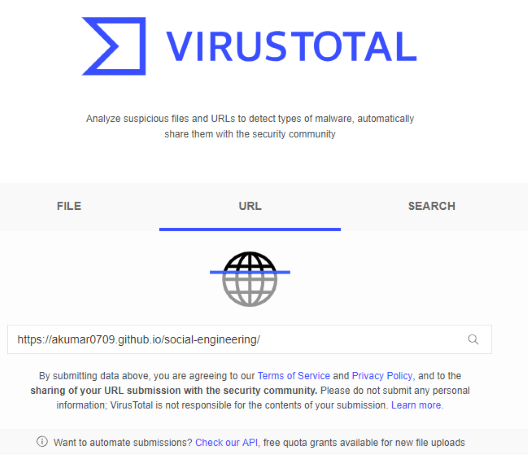 VIRUSTOTAL
Analyze suspicious files and URLs to detect types of malware, automatically
share them with the security community
FILE
URL
SEARCH
https://akumar0709.github.io/social-engineering/
By submitting data above, you are agreeing to our Terms of Service and Privacy Policy, and to the
sharing of your URL submission with the security community. Please do not submit any personal
information; VirusTotal is not responsible for the contents of your submission. Learn more.
Want to automate submissions? Check our API, free quota grants available for new file uploads